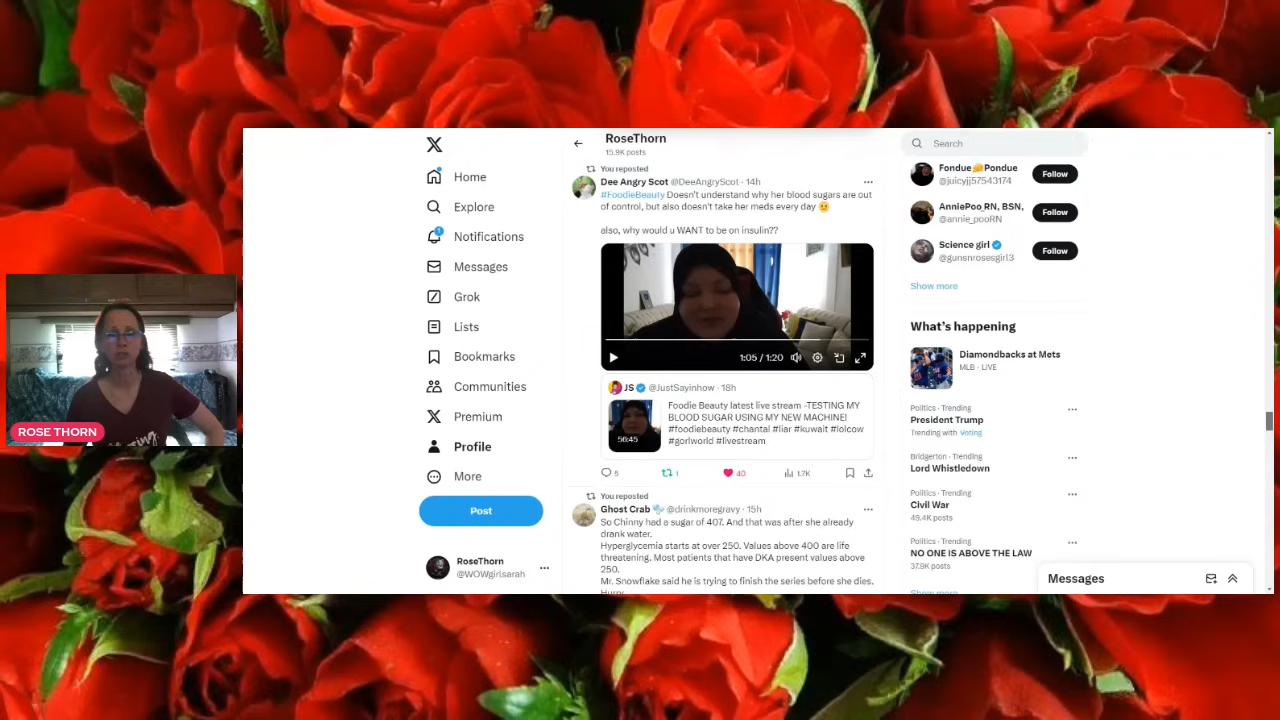 RoseThorn
15.9K posts
Search
Home
Explore
Notifications
Messages
Grok
Lists
Bookmarks
Communities
Premium
Profile
More
Post
RoseThorn
@WOWgirlsarah
You reposted
Dee Angry Scot @DeeAngryScot · 14h
#FoodieBeauty Doesn't understand why her blood sugars are out
of control, but also doesn't take her meds every day 😕
also, why would u WANT to be on insulin??
1:05 / 1:20
JS @JustSayinhow · 18h
Foodie Beauty latest live stream -TESTING MY
BLOOD SUGAR USING MY NEW MACHINE!
#foodiebeauty #chantal #liar #kuwait #lolcow
#gorlworld #livestream
56:45
5
1
40
1.7K
You reposted
Ghost Crab @drinkmoregravy · 15h
So Chinny had a sugar of 407. And that was after she already
drank water.
Hyperglycemia starts at over 250. Values above 400 are life
threatening. Most patients that have DKA present values above
250.
Mr. Snowflake said he is trying to finish the series before she dies.
Hurry
Fondue🧀Pondue
@juicyjj57543174
Follow
AnniePoo_RN, BSN,
@annie_pooRN
Follow
Science girl
@gunsnrosesgirl3
Follow
Show more
What's happening
Diamondbacks at Mets
MLB · LIVE
Politics · Trending
President Trump
Trending with Voting
Bridgerton · Trending
Lord Whistledown
Politics · Trending
Civil War
49.4K posts
Politics · Trending
NO ONE IS ABOVE THE LAW
37.9K posts
Show more
Messages
ROSE THORN